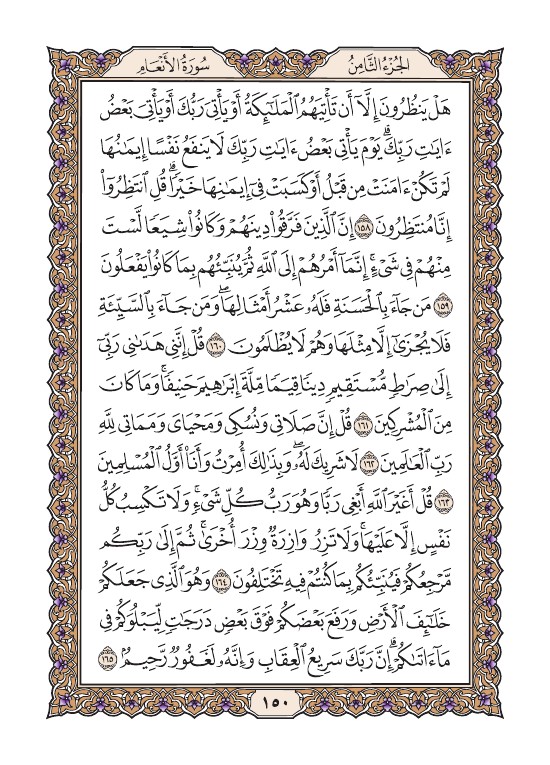 الجُزْءُ الثَّامِنُ
سُورَةُ الأَنْعَامِ
هَلْ يَنظُرُونَ إِلَّآ أَن تَأْتِيَهُمُ ٱلْمَلَٰٓئِكَةُ أَوْ يَأْتِىَ رَبُّكَ أَوْ يَأْتِىَ بَعْضُ
ءَايَٰتِ رَبِّكَۗ يَوْمَ يَأْتِى بَعْضُ ءَايَٰتِ رَبِّكَ لَا يَنفَعُ نَفْسًا إِيمَٰنُهَا
لَمْ تَكُنْ ءَامَنَتْ مِن قَبْلُ أَوْ كَسَبَتْ فِىٓ إِيمَٰنِهَا خَيْرًاۗ قُلِ ٱنتَظِرُوٓا۟
إِنَّا مُنتَظِرُونَ ١٥٨ إِنَّ ٱلَّذِينَ فَرَّقُوا۟ دِينَهُمْ وَكَانُوا۟ شِيَعًا لَّسْتَ
مِنْهُمْ فِى شَىْءٍۚ إِنَّمَآ أَمْرُهُمْ إِلَى ٱللَّهِ ثُمَّ يُنَبِّئُهُم بِمَا كَانُوا۟ يَفْعَلُونَ
١٥٩ مَن جَآءَ بِٱلْحَسَنَةِ فَلَهُۥ عَشْرُ أَمْثَالِهَاۖ وَمَن جَآءَ بِٱلسَّيِّئَةِ
فَلَا يُجْزَىٰٓ إِلَّا مِثْلَهَا وَهُمْ لَا يُظْلَمُونَ ١٦٠ قُلْ إِنَّنِى هَدَىٰنِى رَبِّىٓ
إِلَىٰ صِرَٰطٍ مُّسْتَقِيمٍ دِينًا قِيَمًا مِّلَّةَ إِبْرَٰهِيمَ حَنِيفًاۚ وَمَا كَانَ
مِنَ ٱلْمُشْرِكِينَ ١٦١ قُلْ إِنَّ صَلَاتِى وَنُسُكِى وَمَحْيَاىَ وَمَمَاتِى لِلَّهِ
رَبِّ ٱلْعَٰلَمِينَ ١٦٢ لَا شَرِيكَ لَهُۥۖ وَبِذَٰلِكَ أُمِرْتُ وَأَنَا۠ أَوَّلُ ٱلْمُسْلِمِينَ
١٦٣ قُلْ أَغَيْرَ ٱللَّهِ أَبْغِى رَبًّا وَهُوَ رَبُّ كُلِّ شَىْءٍۚ وَلَا تَكْسِبُ كُلُّ
نَفْسٍ إِلَّا عَلَيْهَاۚ وَلَا تَزِرُ وَازِرَةٌ وِزْرَ أُخْرَىٰۚ ثُمَّ إِلَىٰ رَبِّكُم
مَّرْجِعُكُمْ فَيُنَبِّئُكُم بِمَا كُنتُمْ فِيهِ تَخْتَلِفُونَ ١٦٤ وَهُوَ ٱلَّذِى جَعَلَكُمْ
خَلَٰٓئِفَ ٱلْأَرْضِ وَرَفَعَ بَعْضَكُمْ فَوْقَ بَعْضٍ دَرَجَٰتٍ لِّيَبْلُوَكُمْ فِى
مَآ ءَاتَىٰكُمْۗ إِنَّ رَبَّكَ سَرِيعُ ٱلْعِقَابِ وَإِنَّهُۥ لَغَفُورٌ رَّحِيمٌۢ ١٦٥
١٥٠